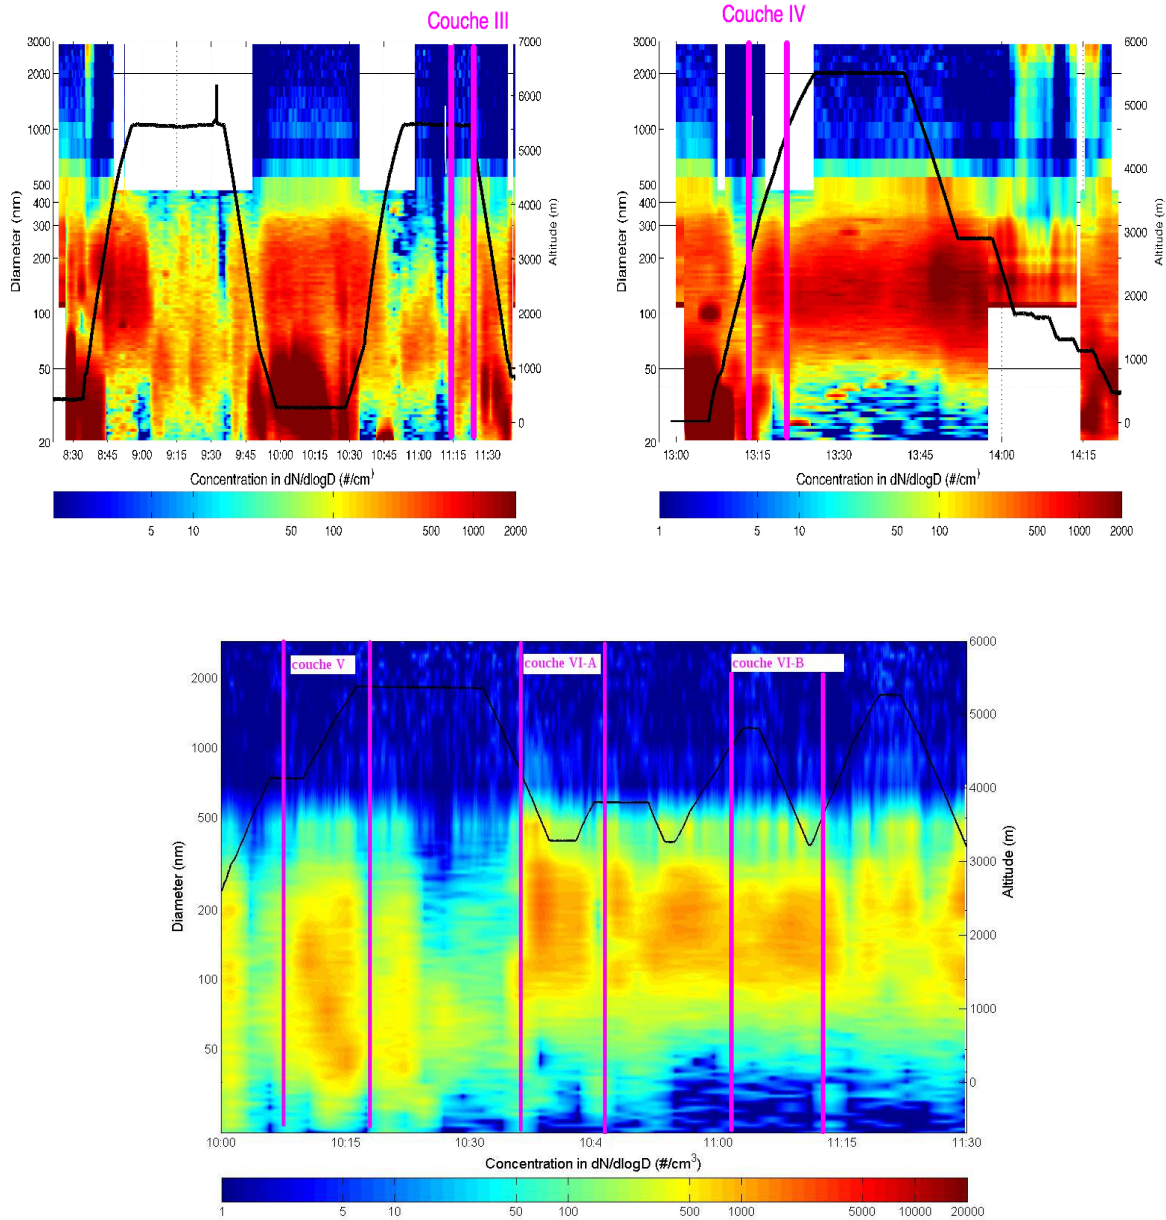 Couche III
3000
2000
1000
500
400
300
200
100
50
20
Diameter (nm)
7000
6000
5000
4000
3000
2000
1000
0
Altitude (m)
8:30 8:45 9:00 9:15 9:30 9:45 10:00 10:15 10:30 10:45 11:00 11:15 11:30
Concentration in dN/dlogD (#/cm³)
5 10 50 100 500 1000 2000
Couche IV
3000
2000
1000
500
400
300
200
100
50
20
Diameter (nm)
6000
5000
4000
3000
2000
1000
0
Altitude (m)
13:00 13:15 13:30 13:45 14:00 14:15
Concentration in dN/dlogD (#/cm³)
1 5 10 50 100 500 1000 2000
couche V
couche VI-A
couche VI-B
2000
1000
500
200
100
50
Diameter (nm)
6000
5000
4000
3000
2000
1000
0
Altitude (m)
10:00 10:15 10:30 10:4 11:00 11:15 11:30
Concentration in dN/dlogD (#/cm³)
1 5 10 50 100 500 1000 5000 10000 20000